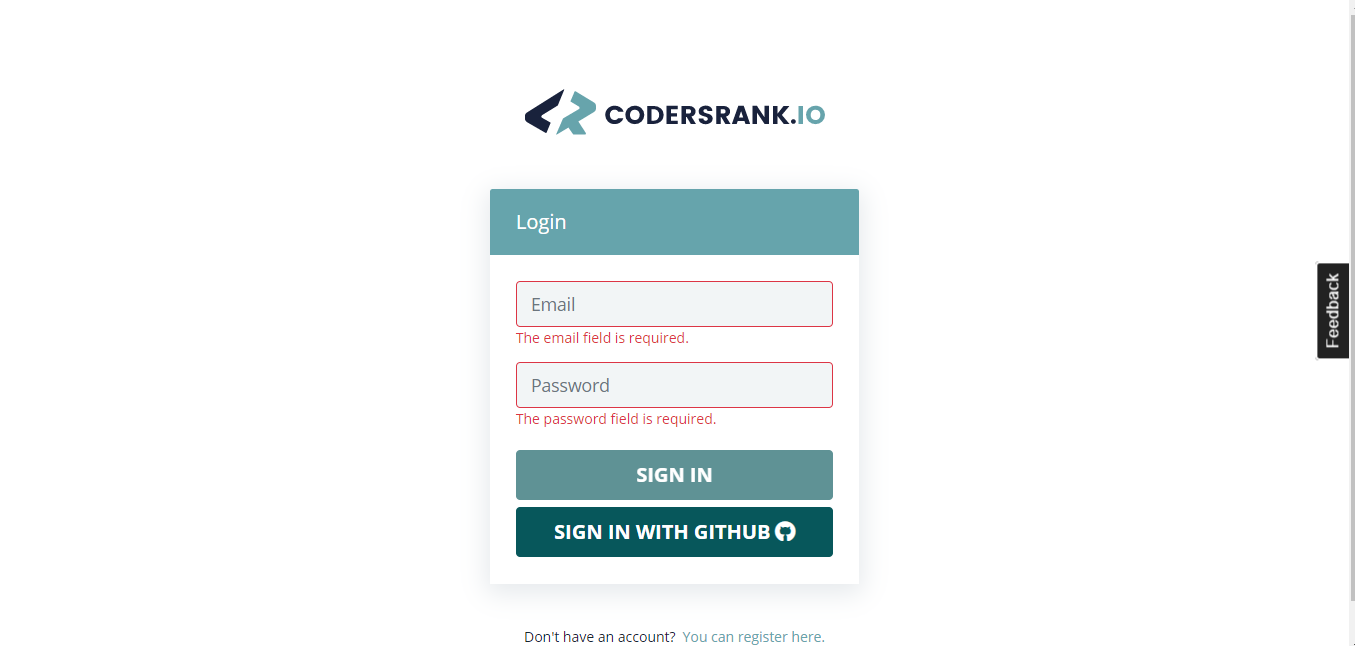 CODERSRANK.IO
Login
Email
The email field is required.
Password
The password field is required.
SIGN IN
SIGN IN WITH GITHUB
Don't have an account? You can register here.
Feedback